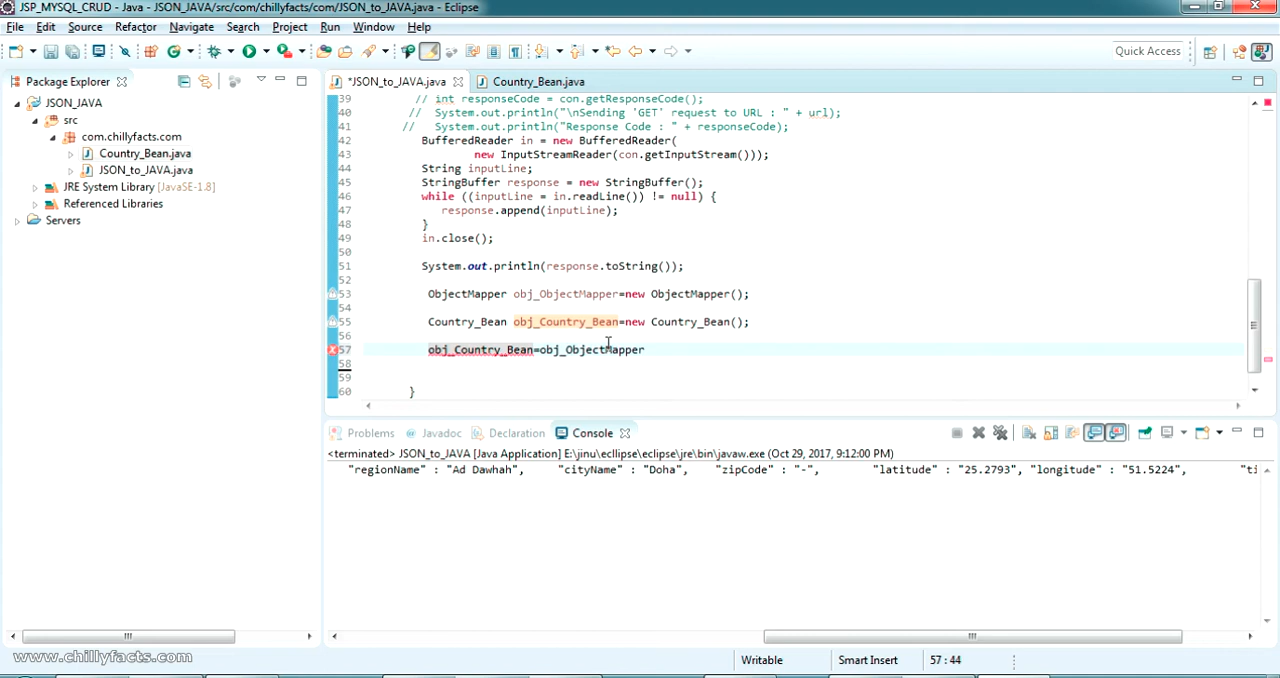 JSP_MYSQL_CRUD - Java - JSON_JAVA/src/com/chillyfacts/com/JSON_to_JAVA.java - Eclipse
File Edit Source Refactor Navigate Search Project Run Window Help
Quick Access
Package Explorer
*JSON_to_JAVA.java Country_Bean.java
JSON_JAVA
src
com.chillyfacts.com
Country_Bean.java
JSON_to_JAVA.java
JRE System Library [JavaSE-1.8]
Referenced Libraries
Servers
39 // int responseCode = con.getResponseCode();
40 // System.out.println("\nSending 'GET' request to URL : " + url);
41 // System.out.println("Response Code : " + responseCode);
42 BufferedReader in = new BufferedReader(
43 new InputStreamReader(con.getInputStream()));
44 String inputLine;
45 StringBuffer response = new StringBuffer();
46 while ((inputLine = in.readLine()) != null) {
47 response.append(inputLine);
48 }
49 in.close();
50
51 System.out.println(response.toString());
52
53 ObjectMapper obj_ObjectMapper=new ObjectMapper();
54
55 Country_Bean obj_Country_Bean=new Country_Bean();
56
57 obj_Country_Bean=obj_ObjectMapper
58
59
60 }
Problems Javadoc Declaration Console
<terminated> JSON_to_JAVA [Java Application] E:\jinu\ecllipse\eclipse\jre\bin\javaw.exe (Oct 29, 2017, 9:12:00 PM)
"regionName" : "Ad Dawhah", "cityName" : "Doha", "zipCode" : "-", "latitude" : "25.2793", "longitude" : "51.5224", "ti
www.chillyfacts.com
Writable Smart Insert 57 : 44